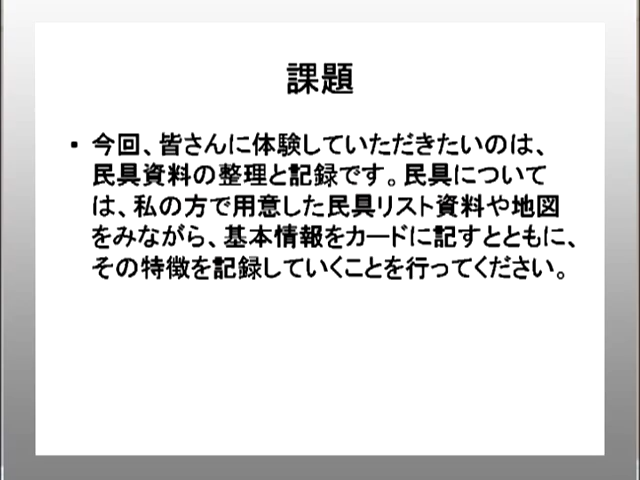 課題
▪ 今回、皆さんに体験していただきたいのは、
民具資料の整理と記録です。民具について
は、私の方で用意した民具リスト資料や地図
をみながら、基本情報をカードに記すとともに、
その特徴を記録していくことを行ってください。